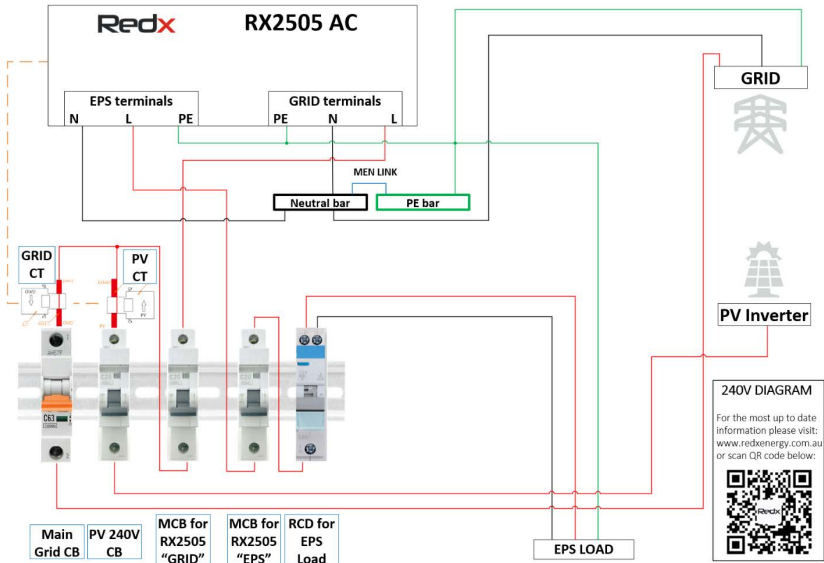 Redx
RX2505 AC
EPS terminals
GRID terminals
N L PE
PE N L
MEN LINK
Neutral bar
PE bar
GRID
GRID
CT
PV
CT
PV Inverter
C63
240V DIAGRAM
For the most up to date
information please visit:
www.redxenergy.com.au
or scan QR code below:
Redx
Main
Grid CB
PV 240V
CB
MCB for
RX2505
“GRID”
MCB for
RX2505
“EPS”
RCD for
EPS
Load
EPS LOAD